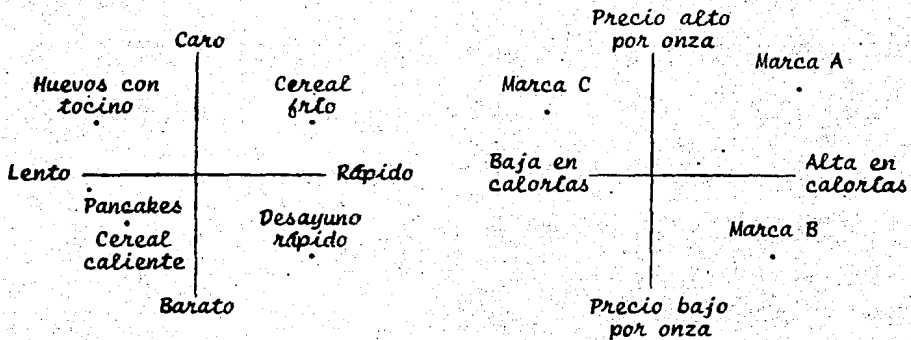 Caro
Huevos con
tocino
Cereal
frío
Lento
Rápido
Pancakes
Cereal
caliente
Desayuno
rápido
Barato
Precio alto
por onza
Marca A
Marca C
Baja en
calorías
Alta en
calorías
Marca B
Precio bajo
por onza